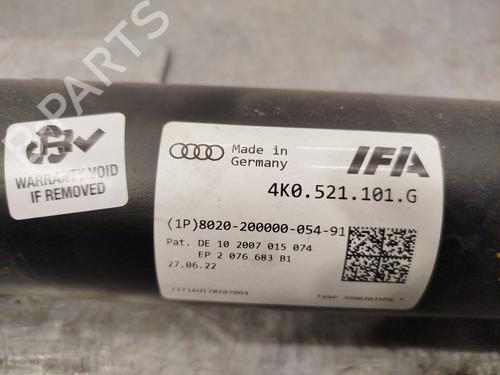 B PARTS
WARRANTY VOID
IF REMOVED
Made in
Germany
IFA
4K0.521.101.G
(1P)8020-200000-054-91
Pat. DE 10 2007 015 074
EP 2 076 683 B1
27.06.22